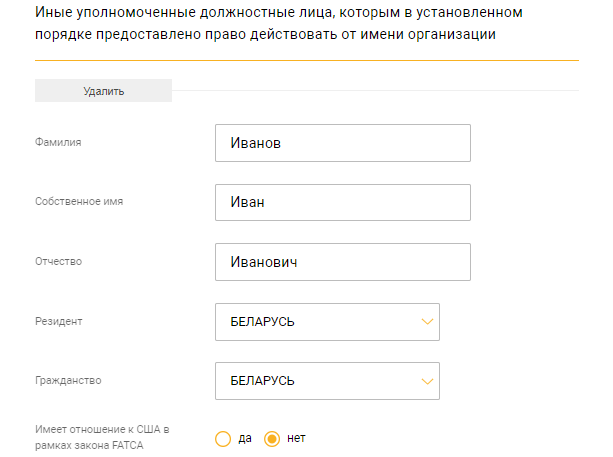 Иные уполномоченные должностные лица, которым в установленном
порядке предоставлено право действовать от имени организации
Удалить
Фамилия Иванов
Собственное имя Иван
Отчество Иванович
Резидент БЕЛАРУСЬ
Гражданство БЕЛАРУСЬ
Имеет отношение к США в
рамках закона FATCA
да нет